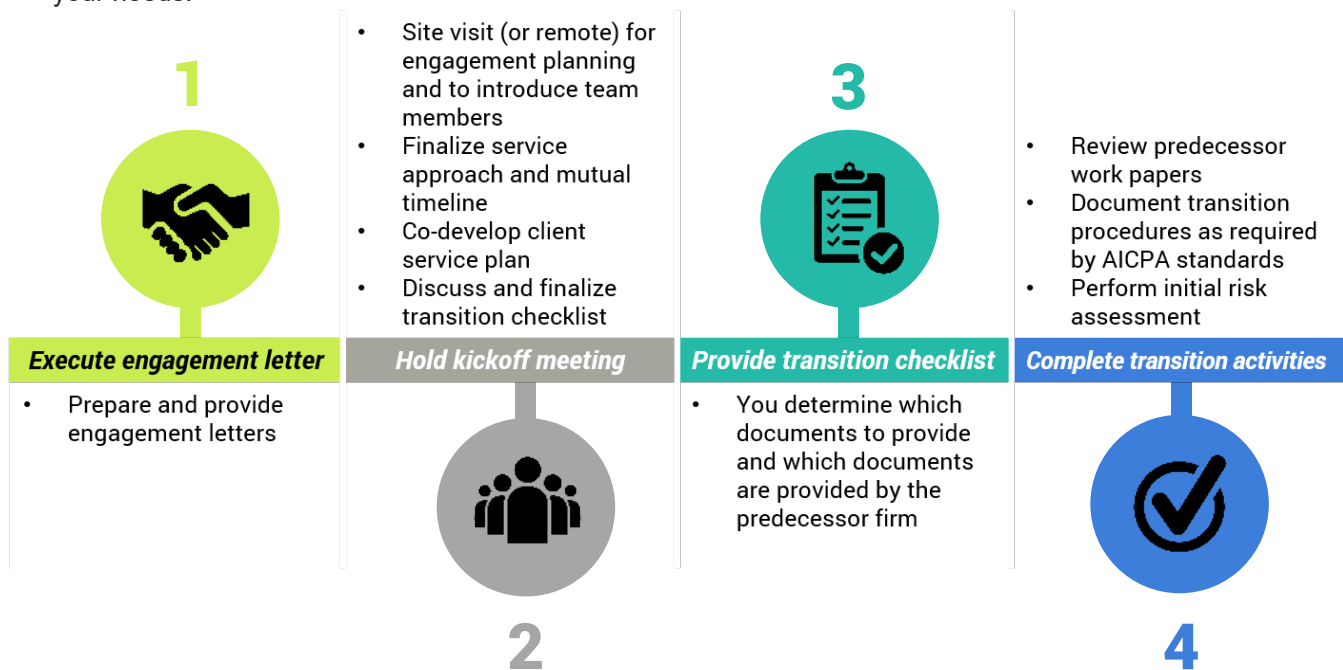 your needs.
1
Execute engagement letter
• Prepare and provide
engagement letters
• Site visit (or remote) for
engagement planning
and to introduce team
members
• Finalize service
approach and mutual
timeline
• Co-develop client
service plan
• Discuss and finalize
transition checklist
Hold kickoff meeting
2
3
Provide transition checklist
• You determine which
documents to provide
and which documents
are provided by the
predecessor firm
• Review predecessor
work papers
• Document transition
procedures as required
by AICPA standards
• Perform initial risk
assessment
Complete transition activities
4